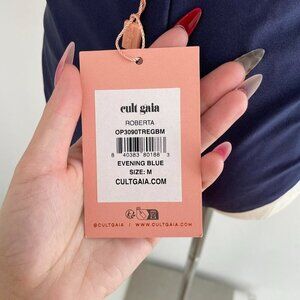 cult gaia
ROBERTA
OP3090TREGBM
8 40383 80188 3
EVENING BLUE
SIZE: M
CULTGAIA.COM
@CULTGAIA | WWW.CULTGAIA.COM